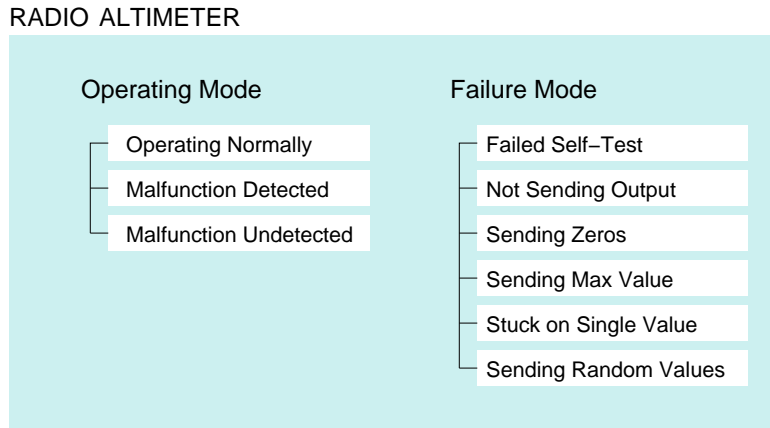 RADIO ALTIMETER
Operating Mode
Operating Normally
Malfunction Detected
Malfunction Undetected
Failure Mode
Failed Self−Test
Not Sending Output
Sending Zeros
Sending Max Value
Stuck on Single Value
Sending Random Values